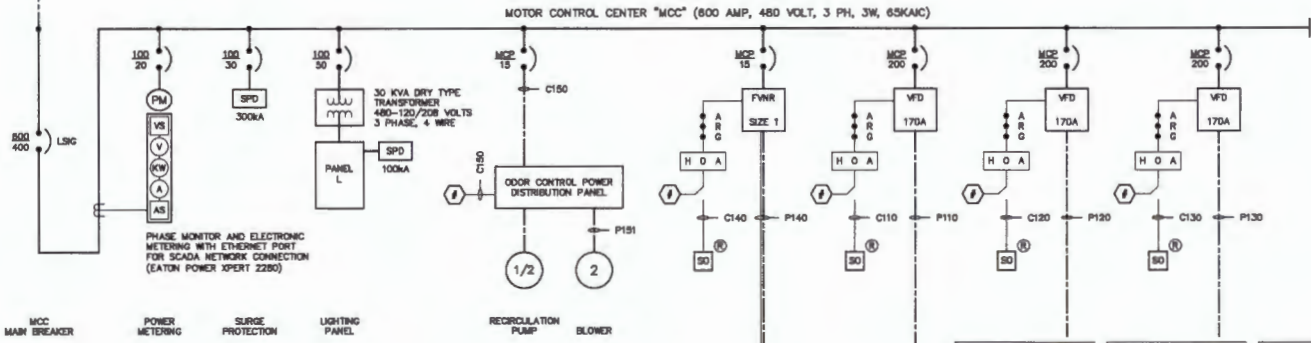 MOTOR CONTROL CENTER "MCC" (600 AMP, 480 VOLT, 3 PH, 3W, 65KAIC)
100
20
100
30
100
50
MCP
15
MCP
15
MCP
200
MCP
200
MCP
200
PM
SPD
300kA
30 KVA DRY TYPE
TRANSFORMER
480-120/208 VOLTS
3 PHASE, 4 WIRE
C150
FVNR
SIZE 1
VFD
170A
VFD
170A
VFD
170A
A
R
G
A
R
G
A
R
G
A
R
G
800
400
LSIG
VS
V
KW
A
AS
PANEL
L
SPD
100kA
C150
ODOR CONTROL POWER
DISTRIBUTION PANEL
H O A
H O A
H O A
H O A
#
#
#
#
#
C140
P140
C110
P110
C120
P120
C130
P130
P151
PHASE MONITOR AND ELECTRONIC
METERING WITH ETHERNET PORT
FOR SCADA NETWORK CONNECTION
(EATON POWER XPERT 2280)
1/2
2
SO
R
SO
R
SO
R
SO
R
MCC
MAIN BREAKER
POWER
METERING
SURGE
PROTECTION
LIGHTING
PANEL
RECIRCULATION
PUMP
BLOWER